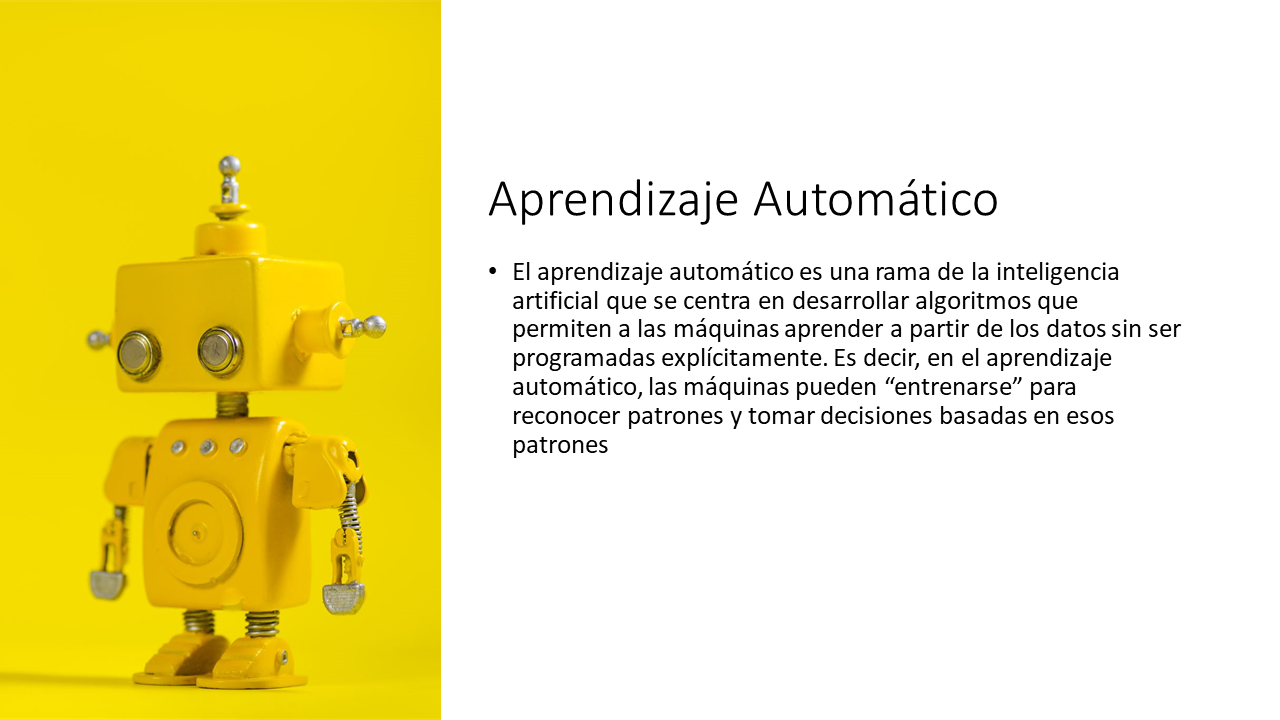 Aprendizaje Automático
• El aprendizaje automático es una rama de la inteligencia
artificial que se centra en desarrollar algoritmos que
permiten a las máquinas aprender a partir de los datos sin ser
programadas explícitamente. Es decir, en el aprendizaje
automático, las máquinas pueden “entrenarse” para
reconocer patrones y tomar decisiones basadas en esos
patrones